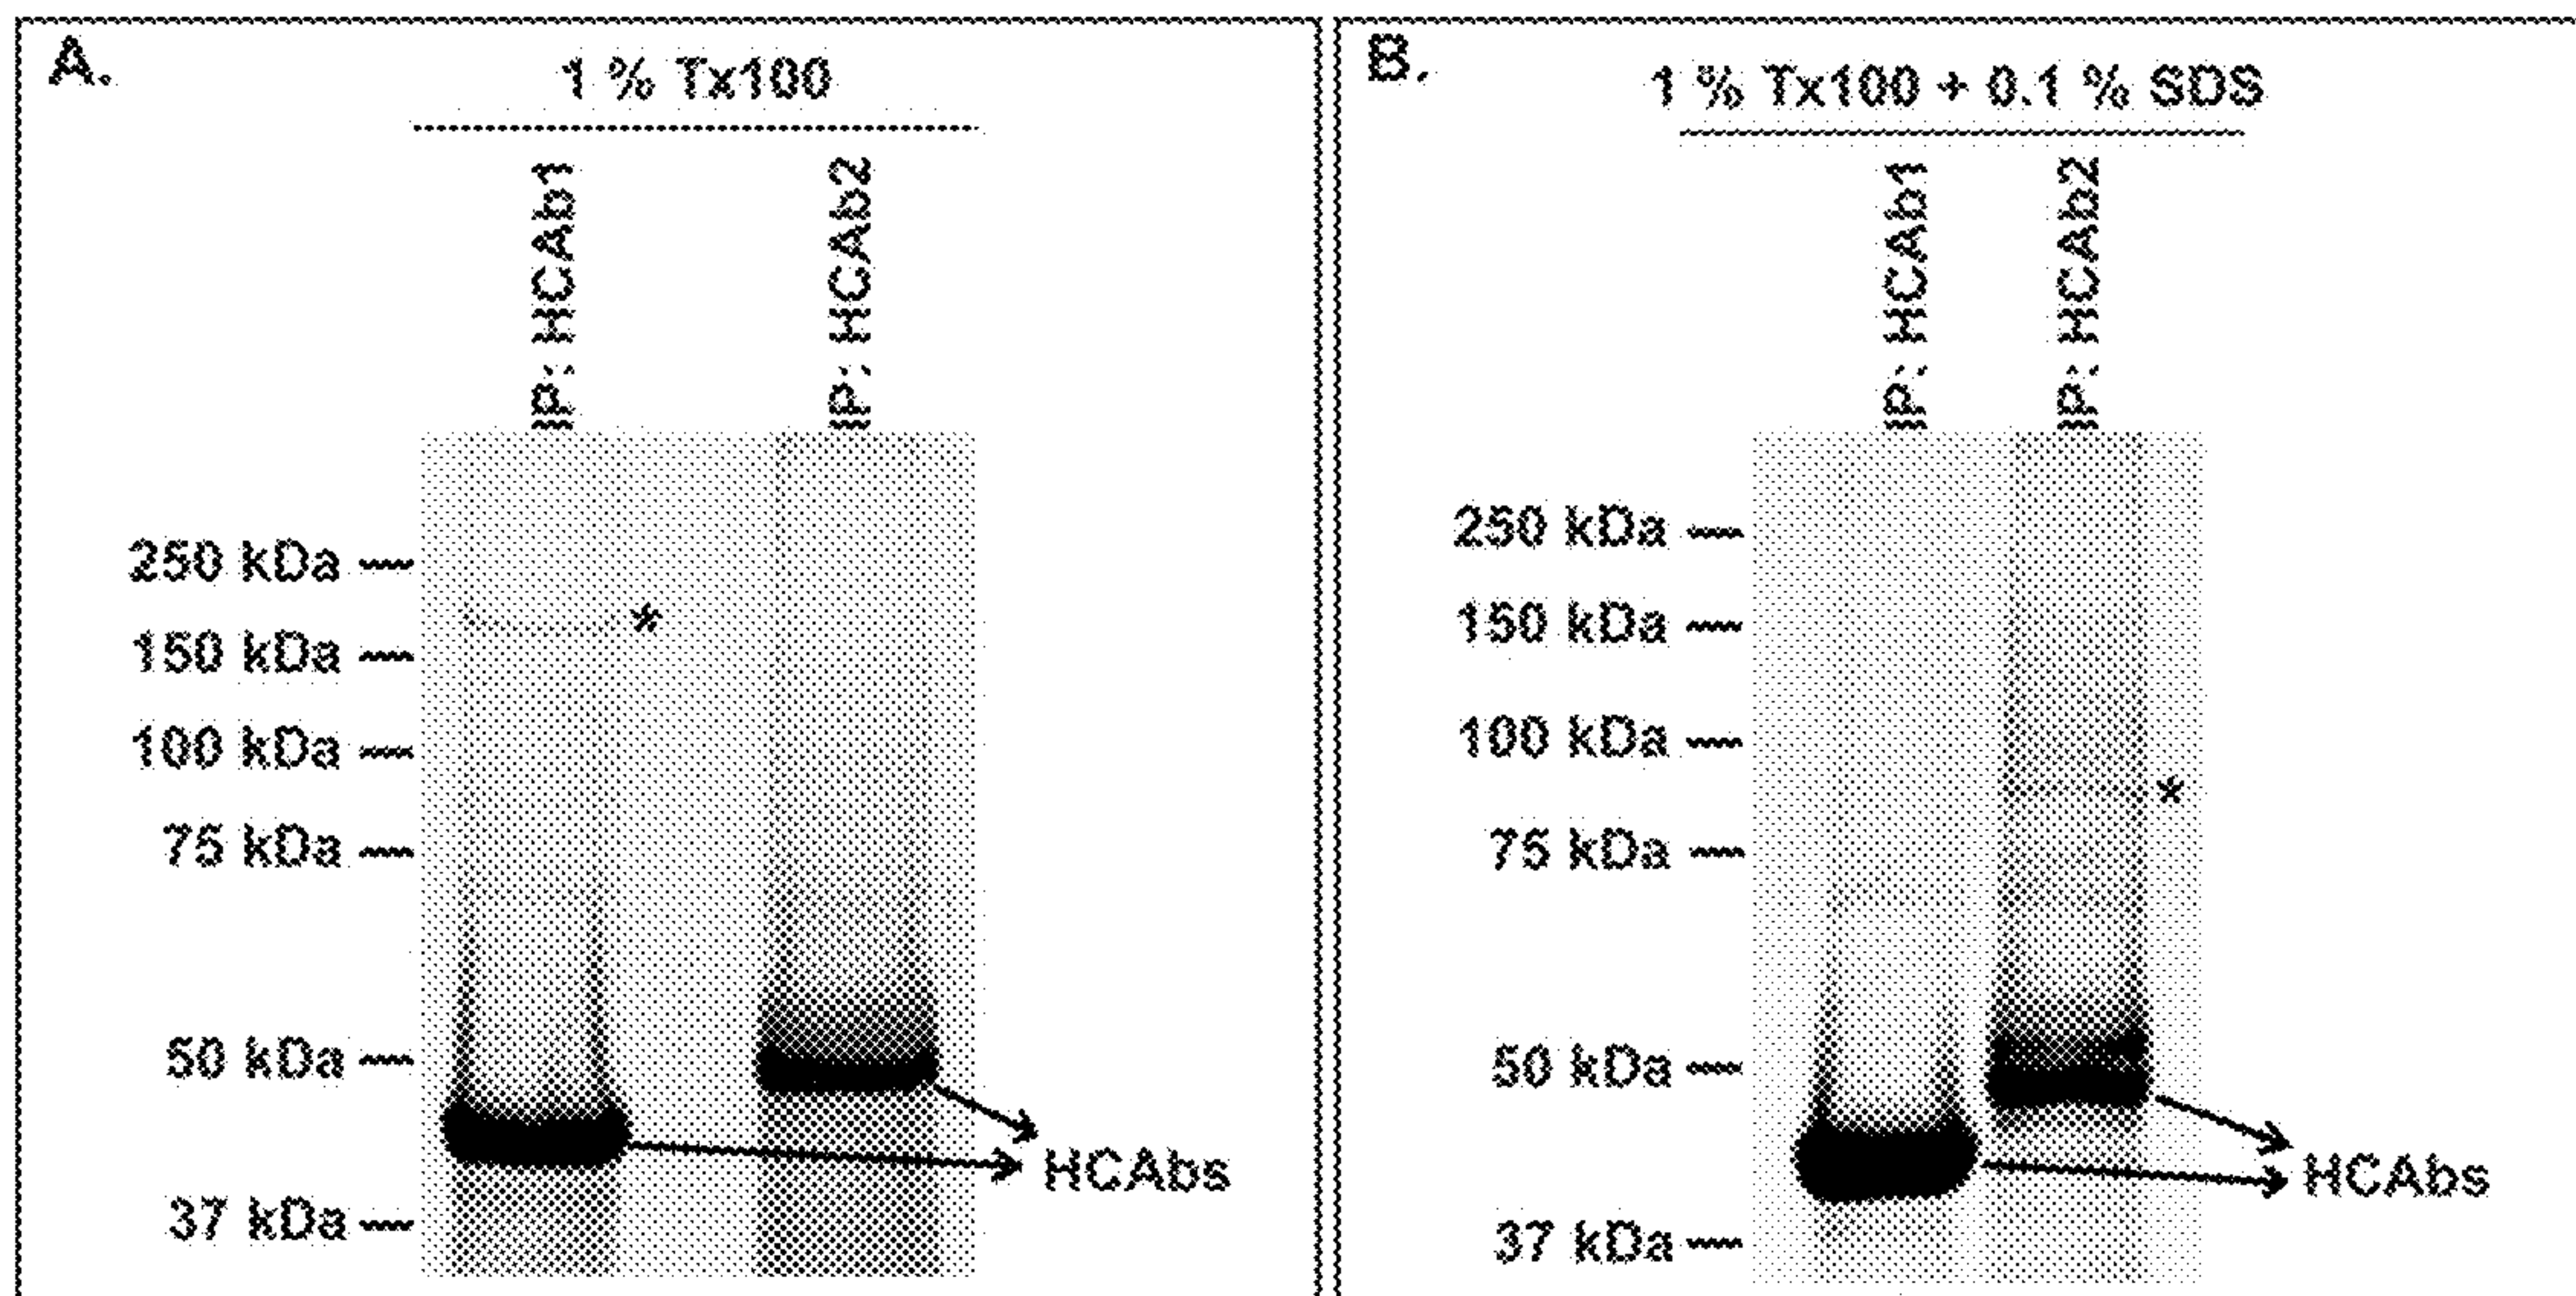 A.
1 % Tx100
IP: HCAb1
IP: HCAb2
250 kDa
*
150 kDa
100 kDa
75 kDa
50 kDa
37 kDa
HCAbs
B.
1 % Tx100 + 0.1 % SDS
IP: HCAb1
IP: HCAb2
250 kDa
150 kDa
100 kDa
*
75 kDa
50 kDa
37 kDa
HCAbs